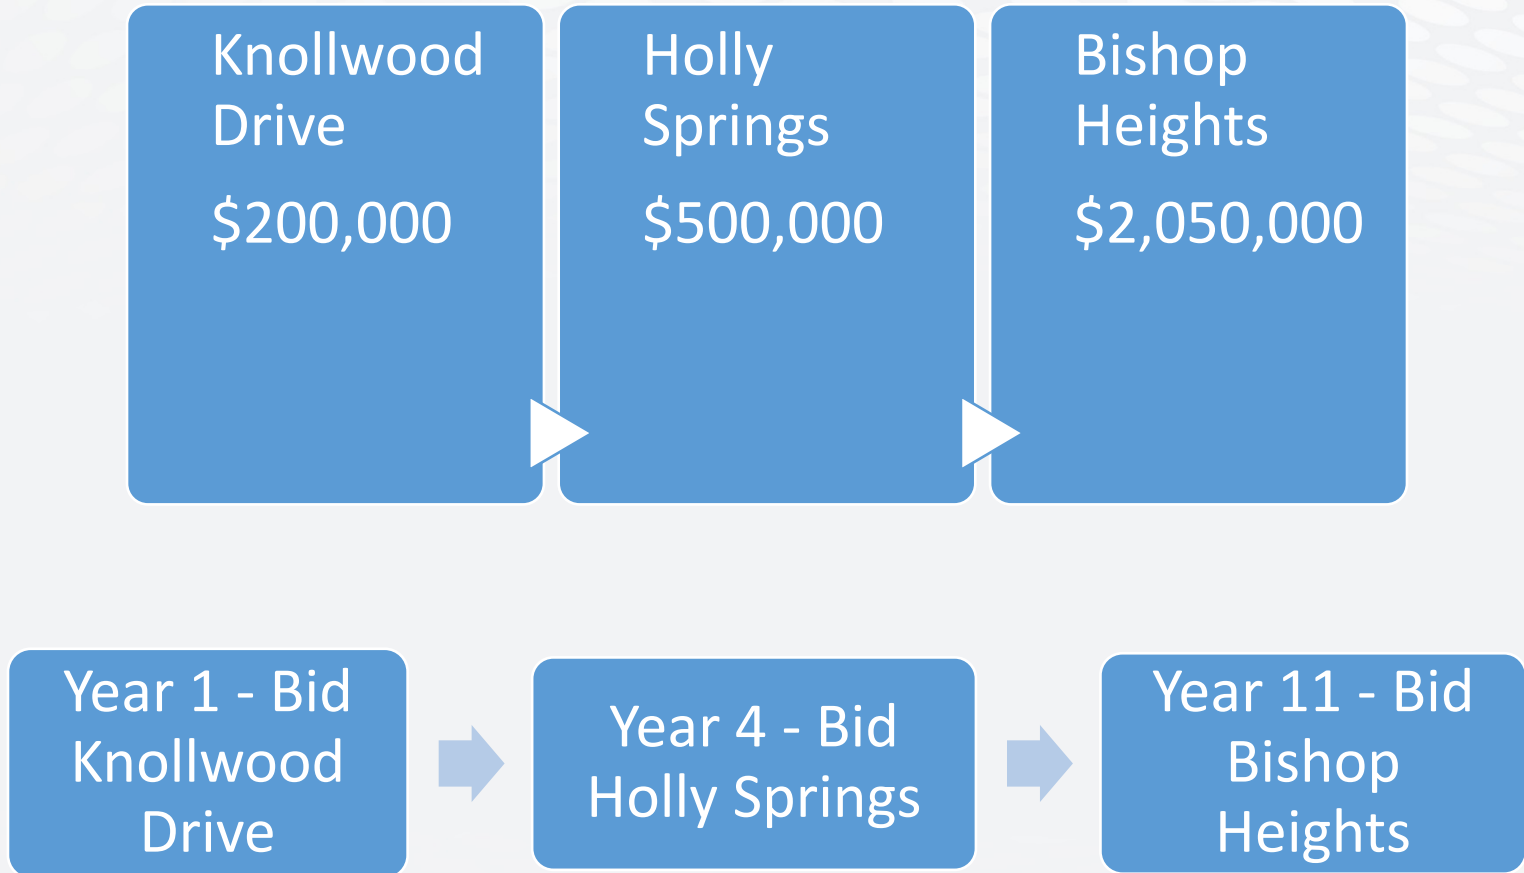 Knollwood
Drive
$200,000
Holly
Springs
$500,000
Bishop
Heights
$2,050,000
Year 1 - Bid
Knollwood
Drive
Year 4 - Bid
Holly Springs
Year 11 - Bid
Bishop
Heights